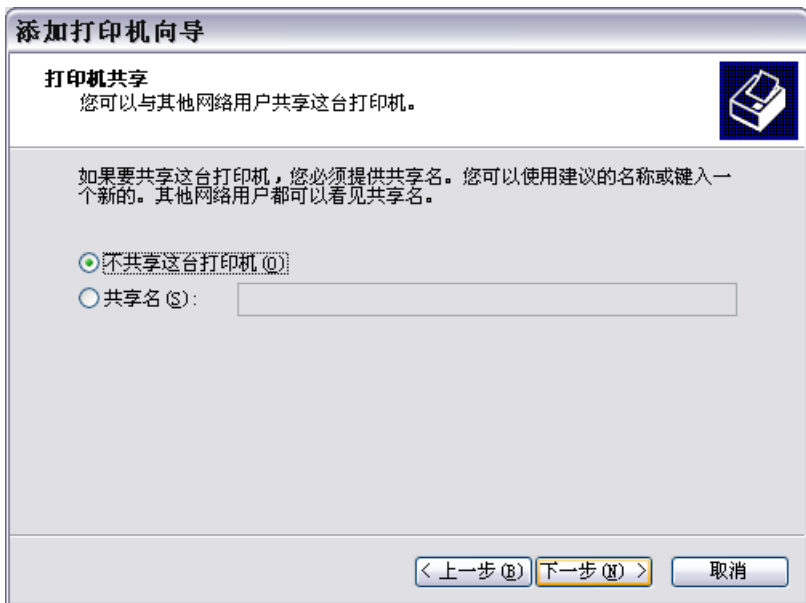 添加打印机向导
打印机共享
您可以与其他网络用户共享这台打印机。
如果要共享这台打印机，您必须提供共享名。您可以使用建议的名称或键入一
个新的。其他网络用户都可以看见共享名。
不共享这台打印机(O)
共享名(S):
< 上一步(B) 下一步(N) > 取消